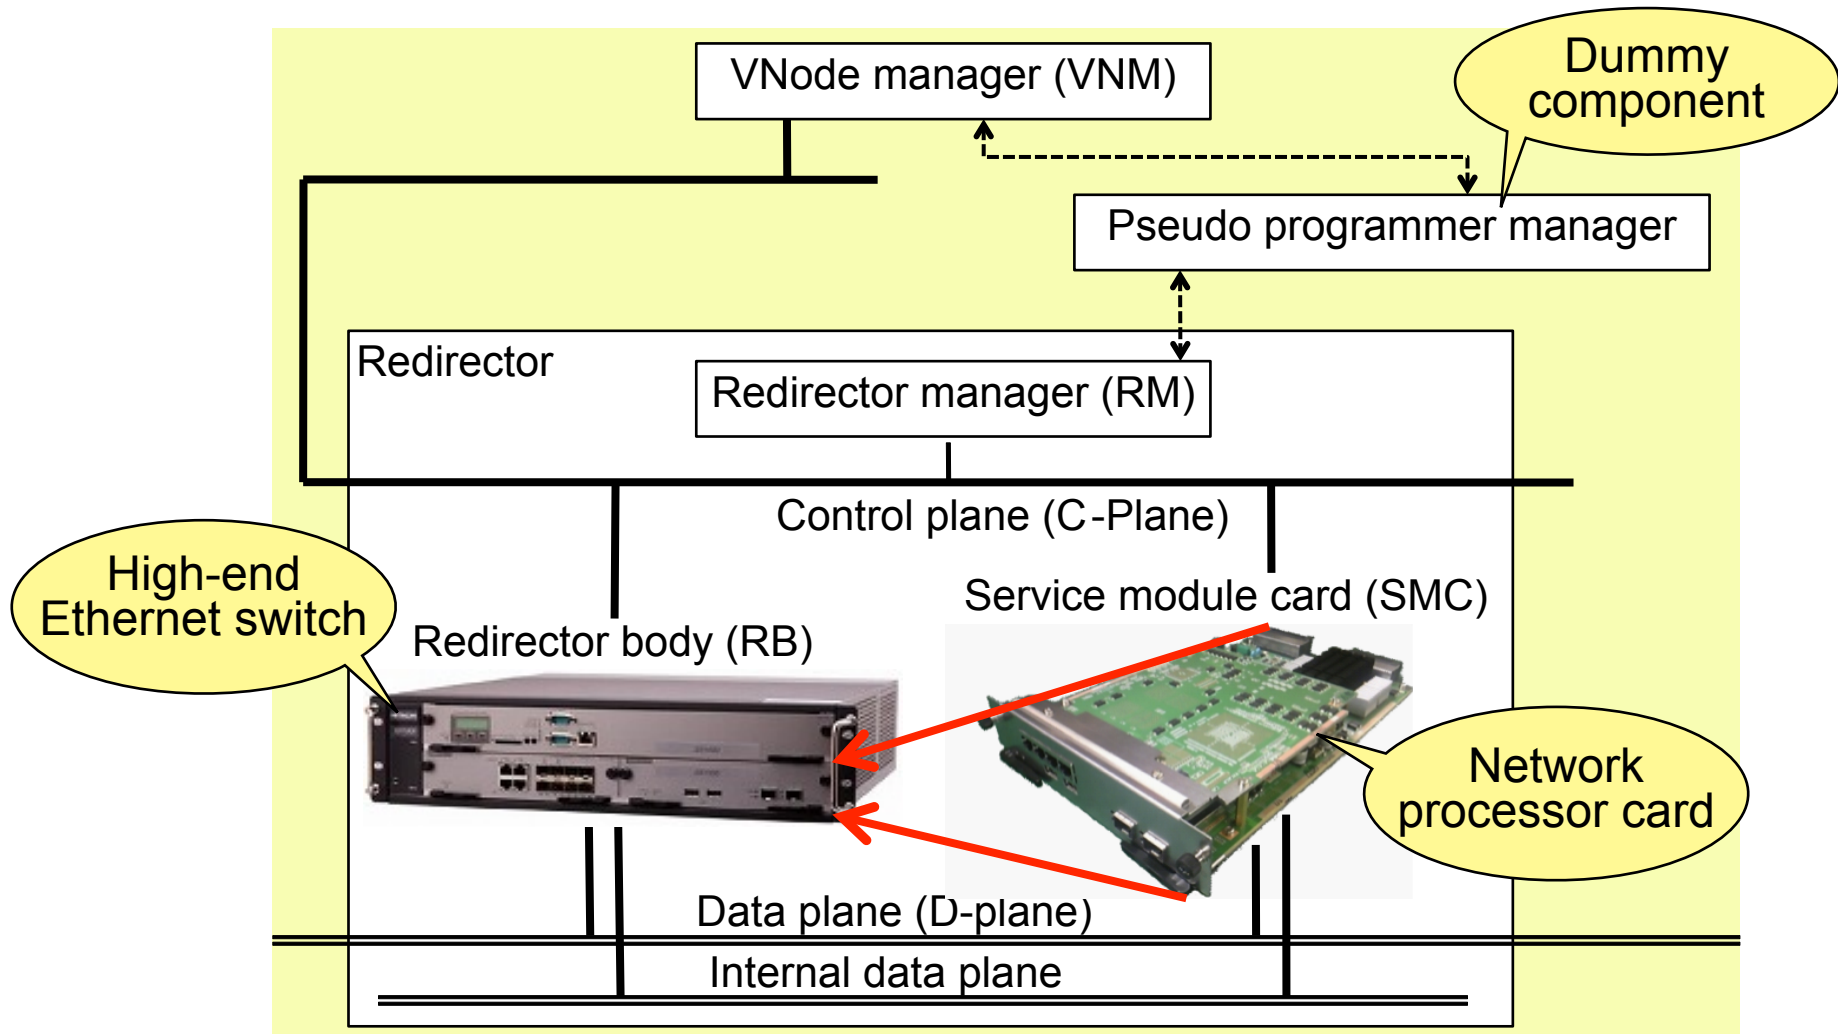 VNode manager (VNM)
Dummy
component
Pseudo programmer manager
Redirector
Redirector manager (RM)
Control plane (C-Plane)
High-end
Ethernet switch
Service module card (SMC)
Redirector body (RB)
Network
processor card
Data plane (D-plane)
Internal data plane